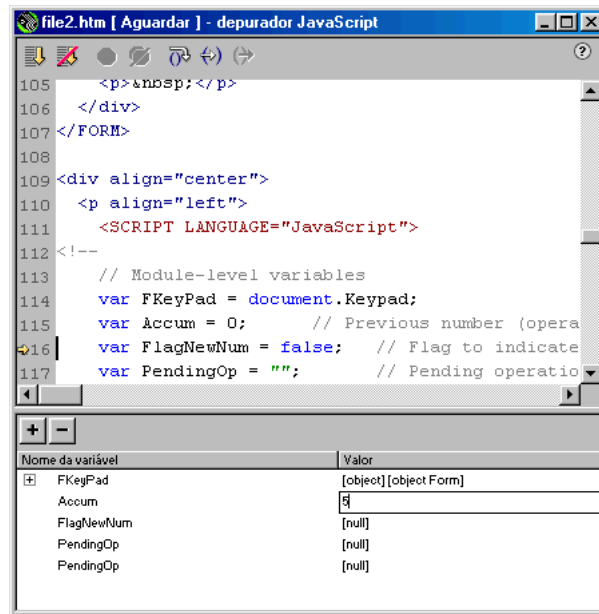 file2.htm [ Aguardar ] - depurador JavaScript
?
105 <p>&nbsp;</p>
106 </div>
107 </FORM>
108
109 <div align="center">
110 <p align="left">
111 <SCRIPT LANGUAGE="JavaScript">
112 <!--
113 // Module-level variables
114 var FKeyPad = document.Keypad;
115 var Accum = 0; // Previous number (opera
16 var FlagNewNum = false; // Flag to indicate
117 var PendingOp = ""; // Pending operatio
+ −
Nome da variável Valor
+ FKeyPad [object] [object Form]
Accum 5
FlagNewNum [null]
PendingOp [null]
PendingOp [null]